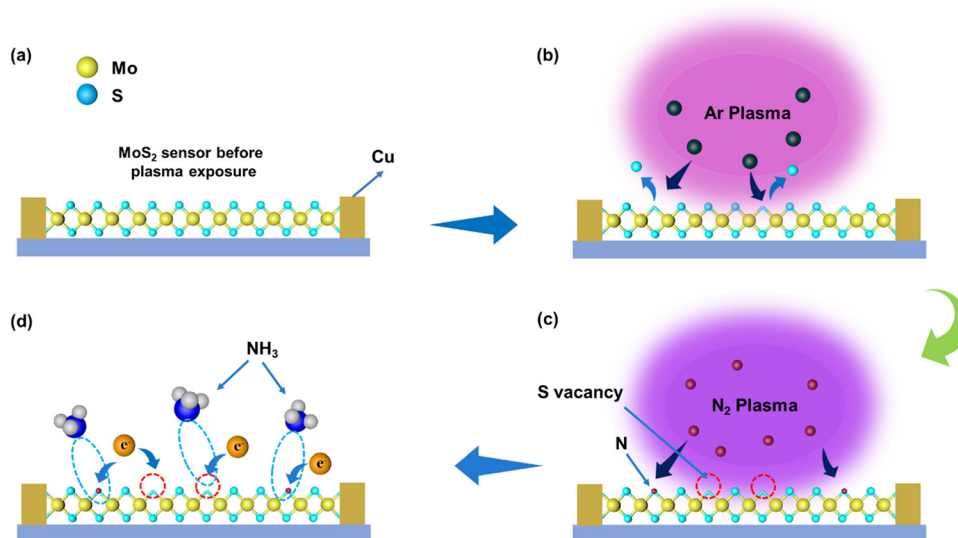 (a)
Mo
S
MoS₂ sensor before
plasma exposure
Cu
(b)
Ar Plasma
(d)
NH₃
e⁻
e⁻
e⁻
(c)
S vacancy
N₂ Plasma
N